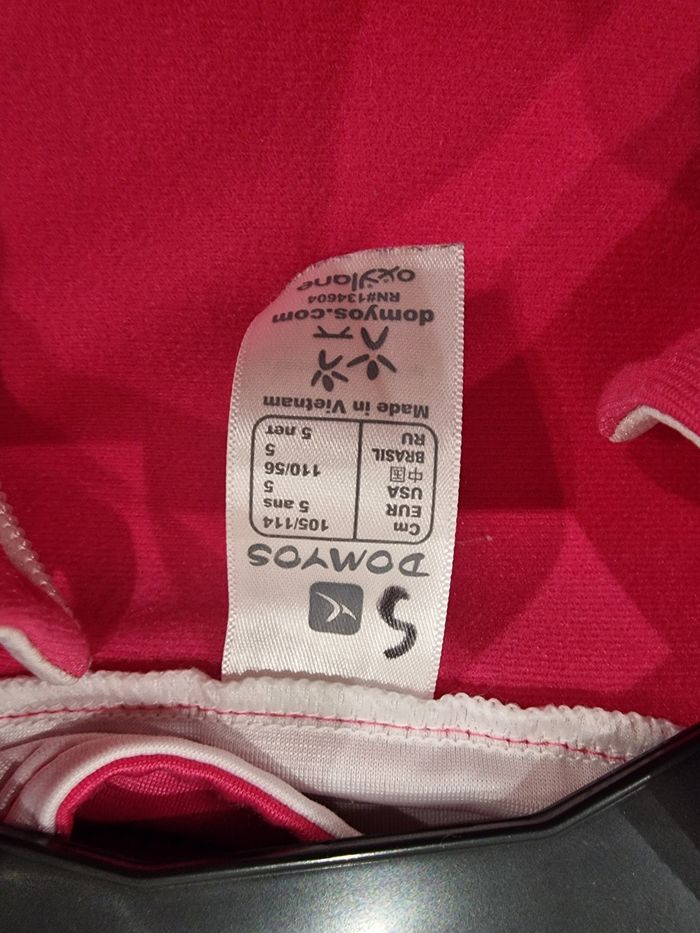 S
DOMYOS
Cm 105/114
EUR 5 ans
USA 5
中国 110/56
BRASIL 5
RU 5 лет
Made in Vietnam
domyos.com
RN#134604
oxylane